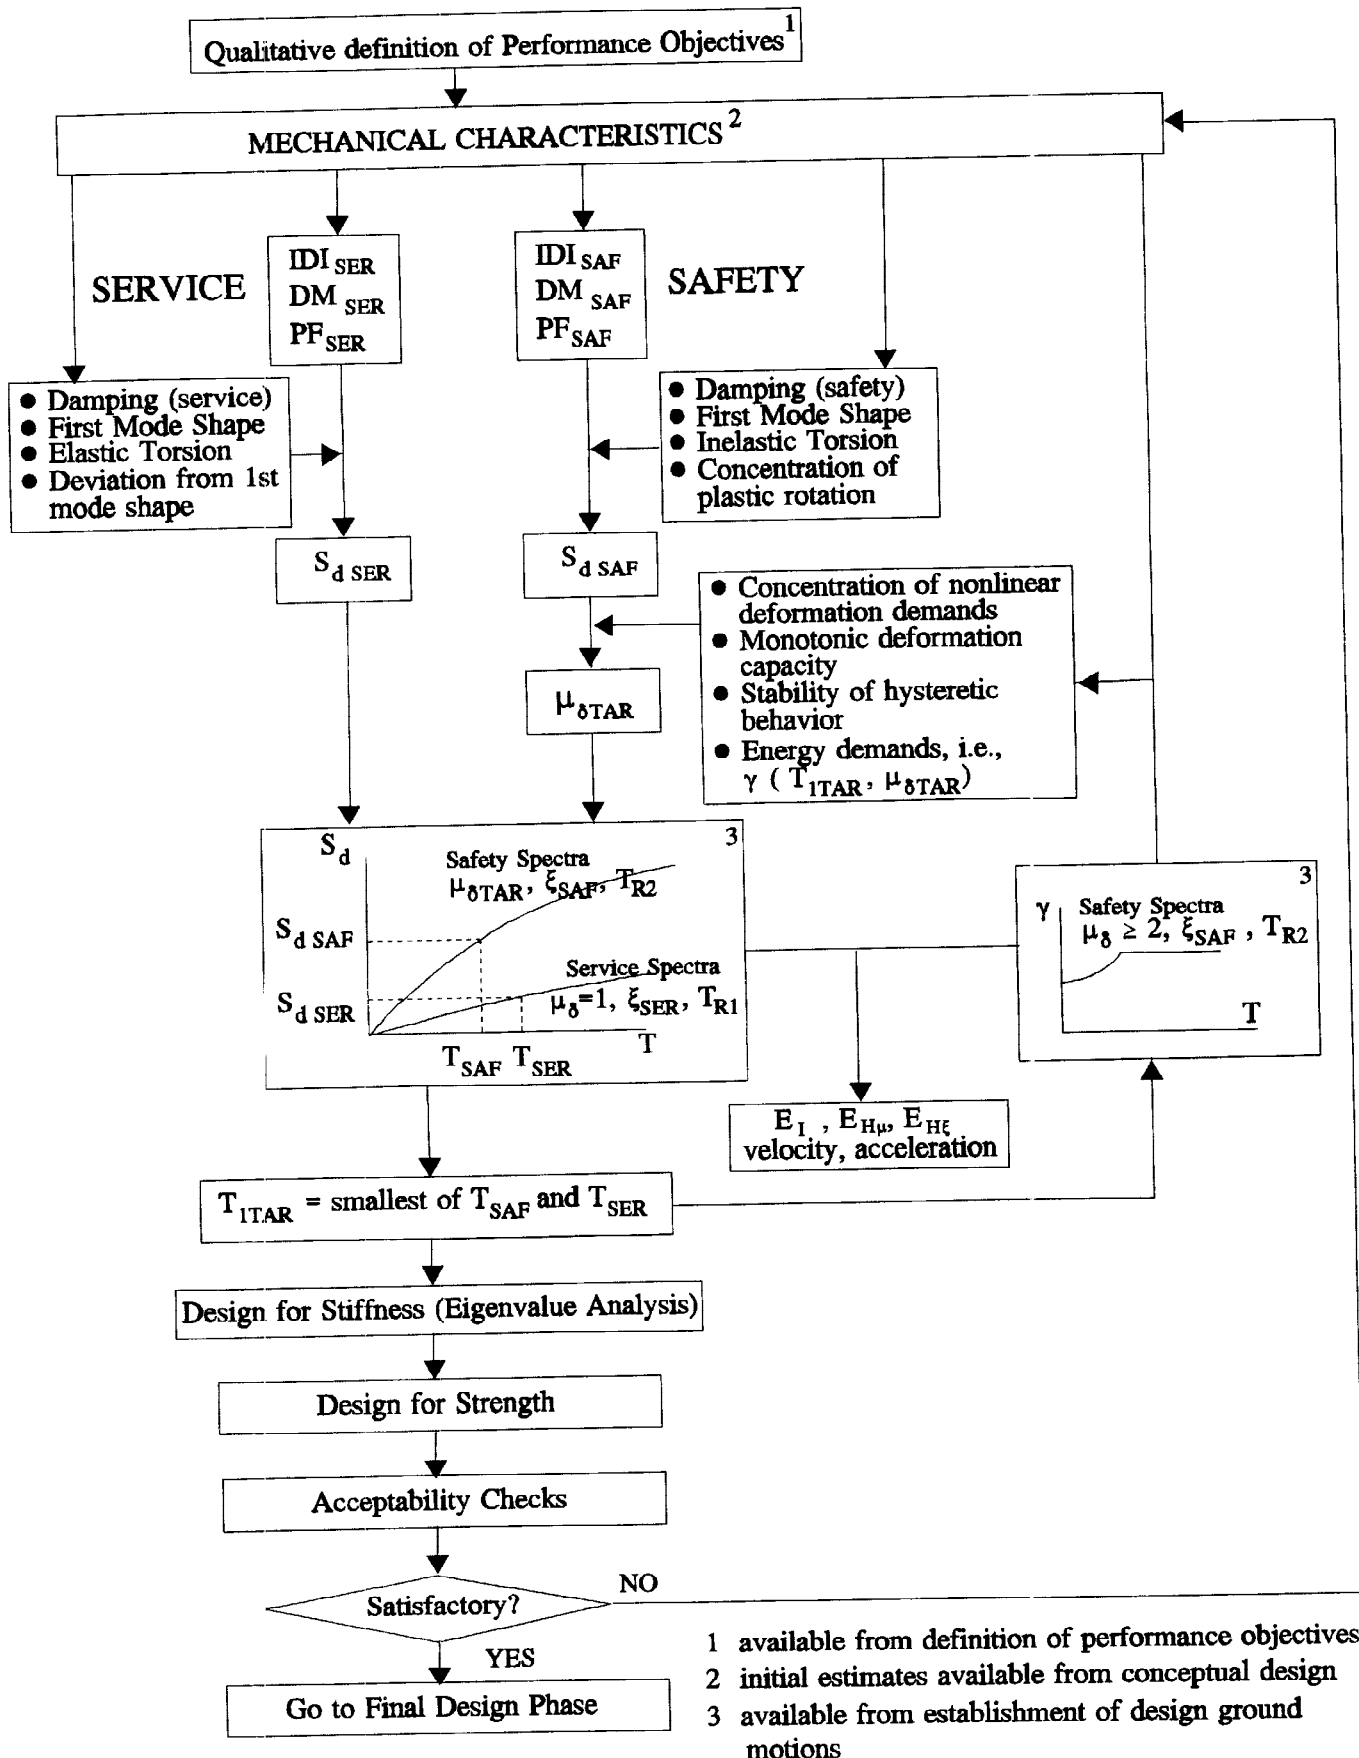 Qualitative definition of Performance Objectives 1
MECHANICAL CHARACTERISTICS 2
SERVICE
IDI SER
DM SER
PF SER
IDI SAF
DM SAF
PF SAF
SAFETY
● Damping (service)
● First Mode Shape
● Elastic Torsion
● Deviation from 1st
mode shape
● Damping (safety)
● First Mode Shape
● Inelastic Torsion
● Concentration of
plastic rotation
S d SER
S d SAF
● Concentration of nonlinear
deformation demands
● Monotonic deformation
capacity
● Stability of hysteretic
behavior
● Energy demands, i.e.,
γ ( T 1TAR, μ δTAR)
μ δTAR
3
S d
Safety Spectra
μ δTAR, ξ SAF, T R2
S d SAF
Service Spectra
μ δ=1, ξ SER, T R1
S d SER
T SAF T SER
T
3
γ
Safety Spectra
μ δ ≥ 2, ξ SAF , T R2
T
E I , E Hμ, E Hξ
velocity, acceleration
T 1TAR = smallest of T SAF and T SER
Design for Stiffness (Eigenvalue Analysis)
Design for Strength
Acceptability Checks
Satisfactory?
NO
YES
Go to Final Design Phase
1 available from definition of performance objectives
2 initial estimates available from conceptual design
3 available from establishment of design ground
motions